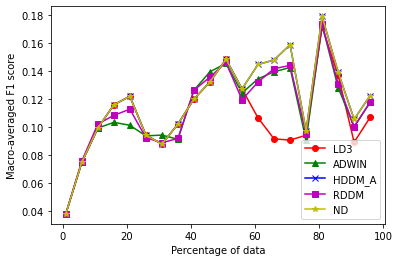 0.18
0.16
0.14
0.12
0.10
0.08
0.06
0.04
Macro-averaged F1 score
LD3
ADWIN
HDDM_A
RDDM
ND
0 20 40 60 80 100
Percentage of data